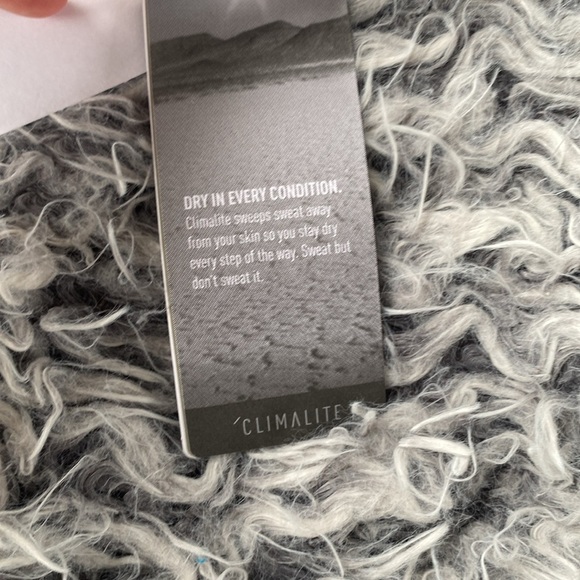 DRY IN EVERY CONDITION.
Climalite sweeps sweat away
from your skin so you stay dry
every step of the way. Sweat but
don't sweat it.
´CLIMALITE